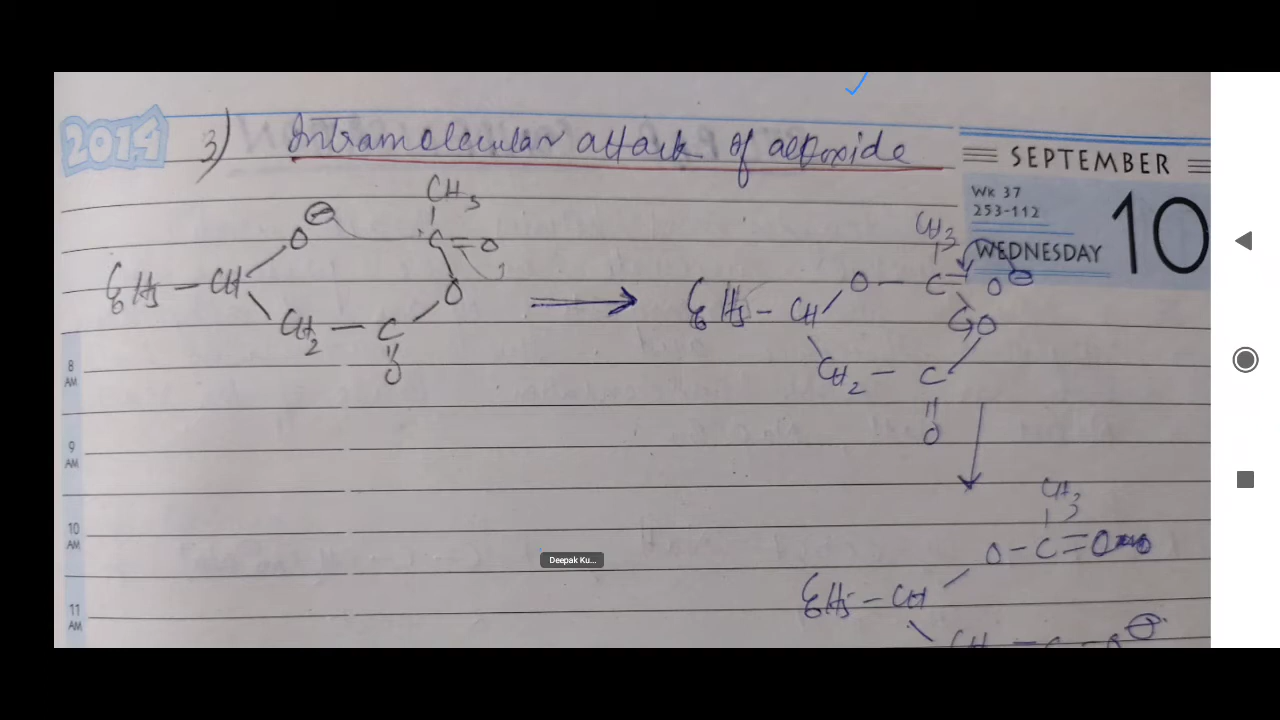 2014
3) Intramolecular attack of alkoxide
SEPTEMBER
Wk 37
253-112
WEDNESDAY
10
CH3
O ⊖ C = O
C6H5 - CH O
CH2 - C
O
CH3
O - C O ⊖
C6H5 - CH O
CH2 - C
O
CH3
O - C = O
C6H5 - CH
⊖
8
AM
9
AM
10
AM
11
AM
Deepak Ku...